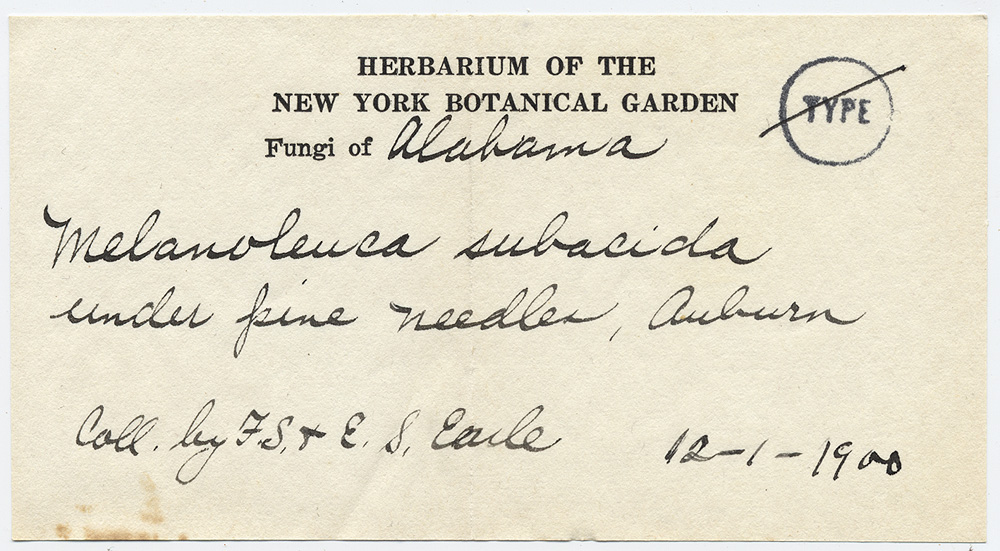 HERBARIUM OF THE
NEW YORK BOTANICAL GARDEN
TYPE
Fungi of Alabama
Melanoleuca subacida
under pine needles, Auburn
Coll. by F.S. & E. S. Earle
12-1-1900